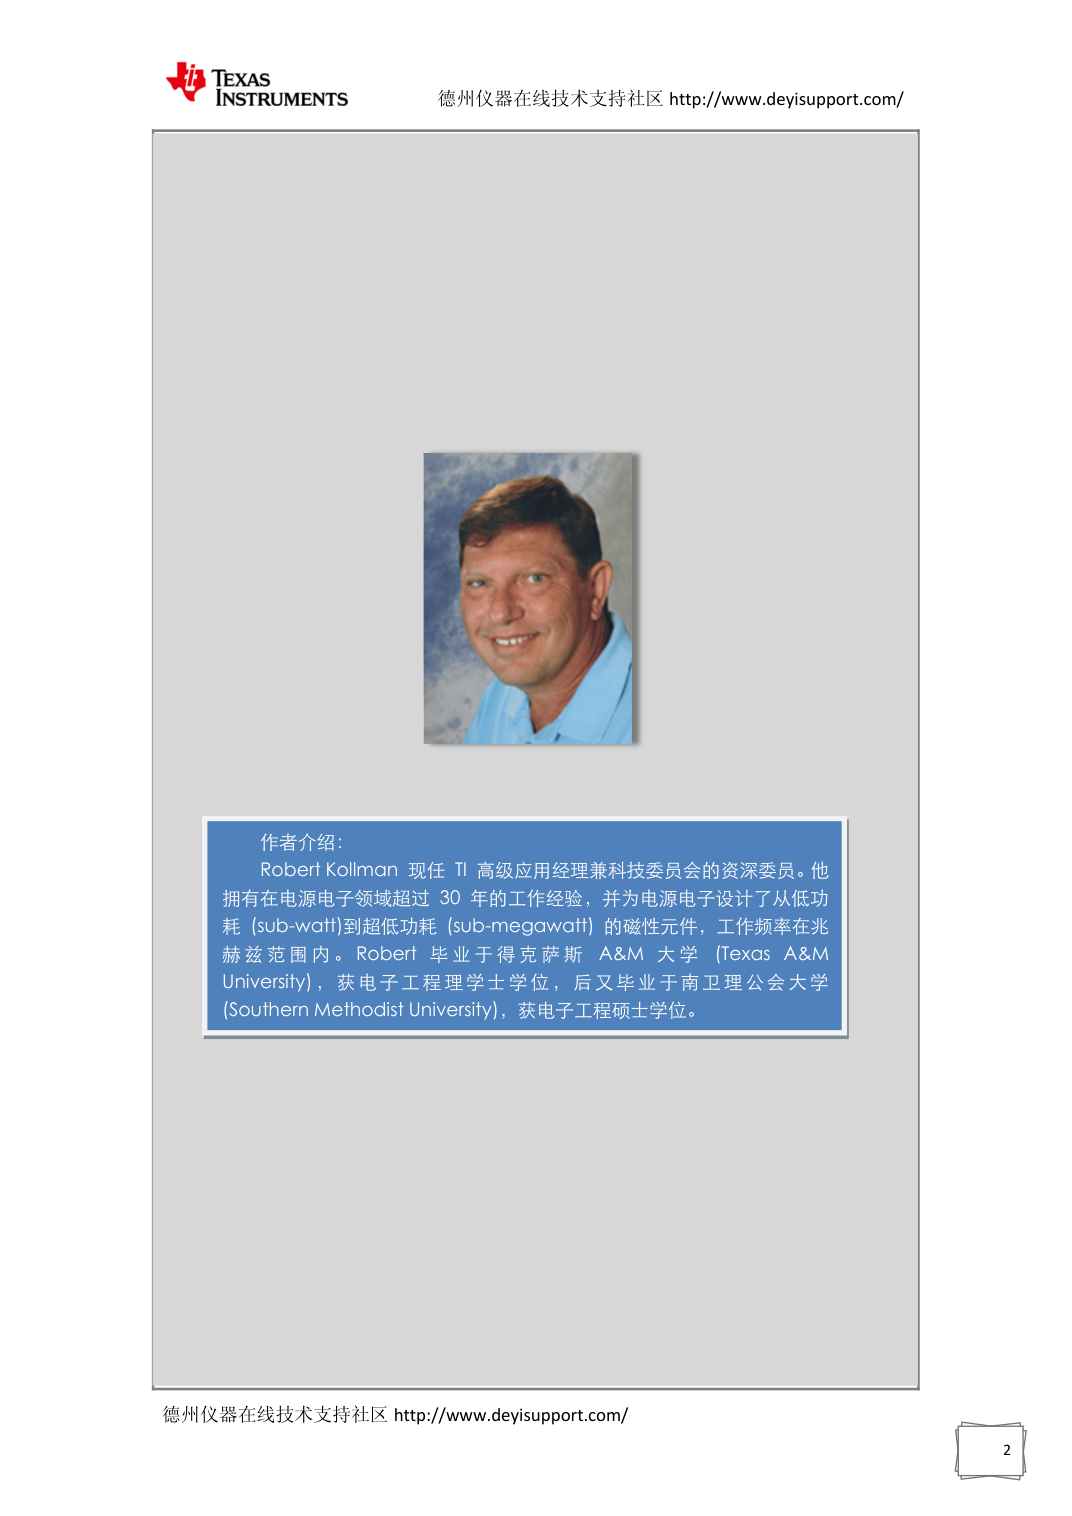 TEXAS
INSTRUMENTS
德州仪器在线技术支持社区 http://www.deyisupport.com/
作者介绍：
Robert Kollman 现任 TI 高级应用经理兼科技委员会的资深委员。他
拥有在电源电子领域超过 30 年的工作经验，并为电源电子设计了从低功
耗 (sub-watt)到超低功耗 (sub-megawatt) 的磁性元件，工作频率在兆
赫兹范围内。Robert 毕业于得克萨斯 A&M 大学 (Texas A&M
University)，获电子工程理学士学位，后又毕业于南卫理公会大学
(Southern Methodist University)，获电子工程硕士学位。
德州仪器在线技术支持社区 http://www.deyisupport.com/
2